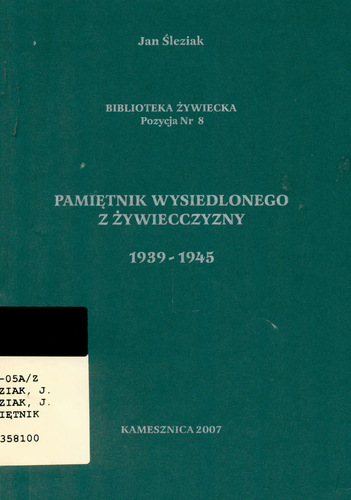 Jan Śleziak
BIBLIOTEKA ŻYWIECKA
Pozycja Nr 8
PAMIĘTNIK WYSIEDLONEGO
Z ŻYWIECCZYZNY
1939 - 1945
-05A/Z
ZIAK, J.
ZIAK, J.
IĘTNIK
358100
KAMESZNICA 2007